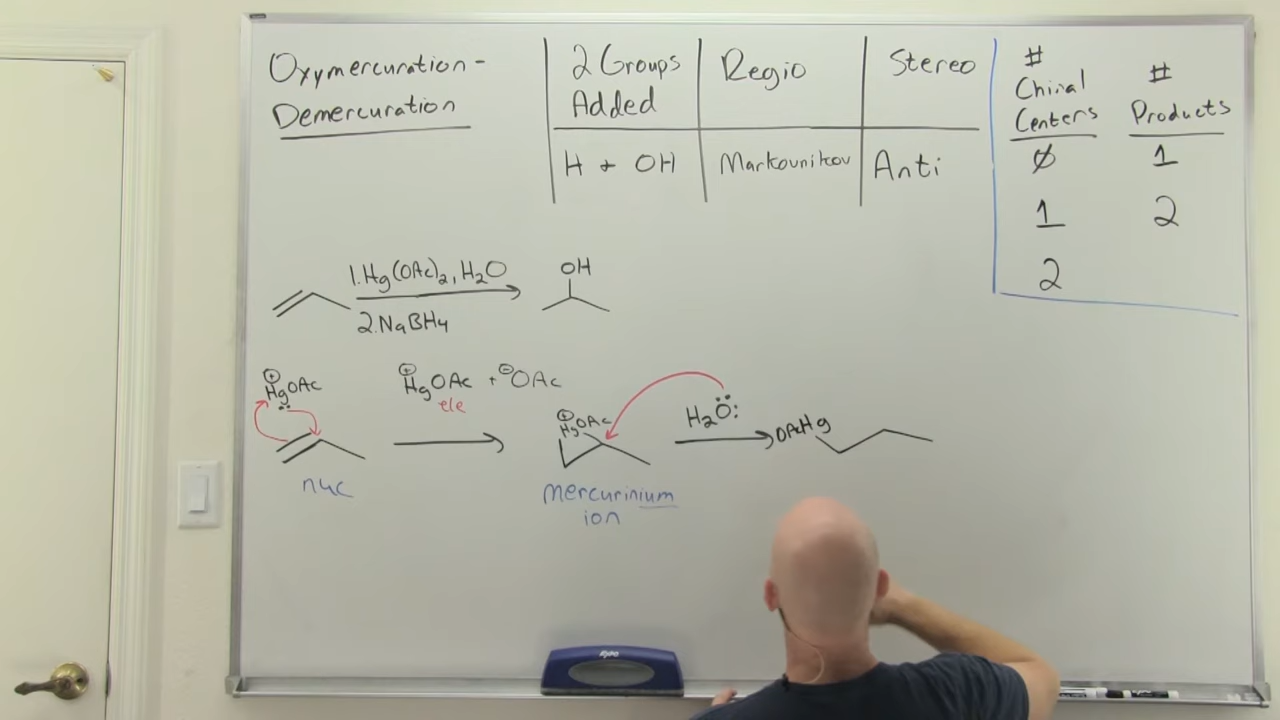 Oxymercuration-
Demercuration
2 Groups
Added
Regio
Stereo
H + OH
Markovnikov
Anti
#
Chiral
Centers
#
Products
∅ 1
1 2
2
1. Hg(OAc)2, H2O
2. NaBH4
OH
⊕
HgOAc
⊕
HgOAc + ⊖OAc
ele
nuc
⊕
HgOAc
mercurinium
ion
H2O:
OAcHg
EXPO